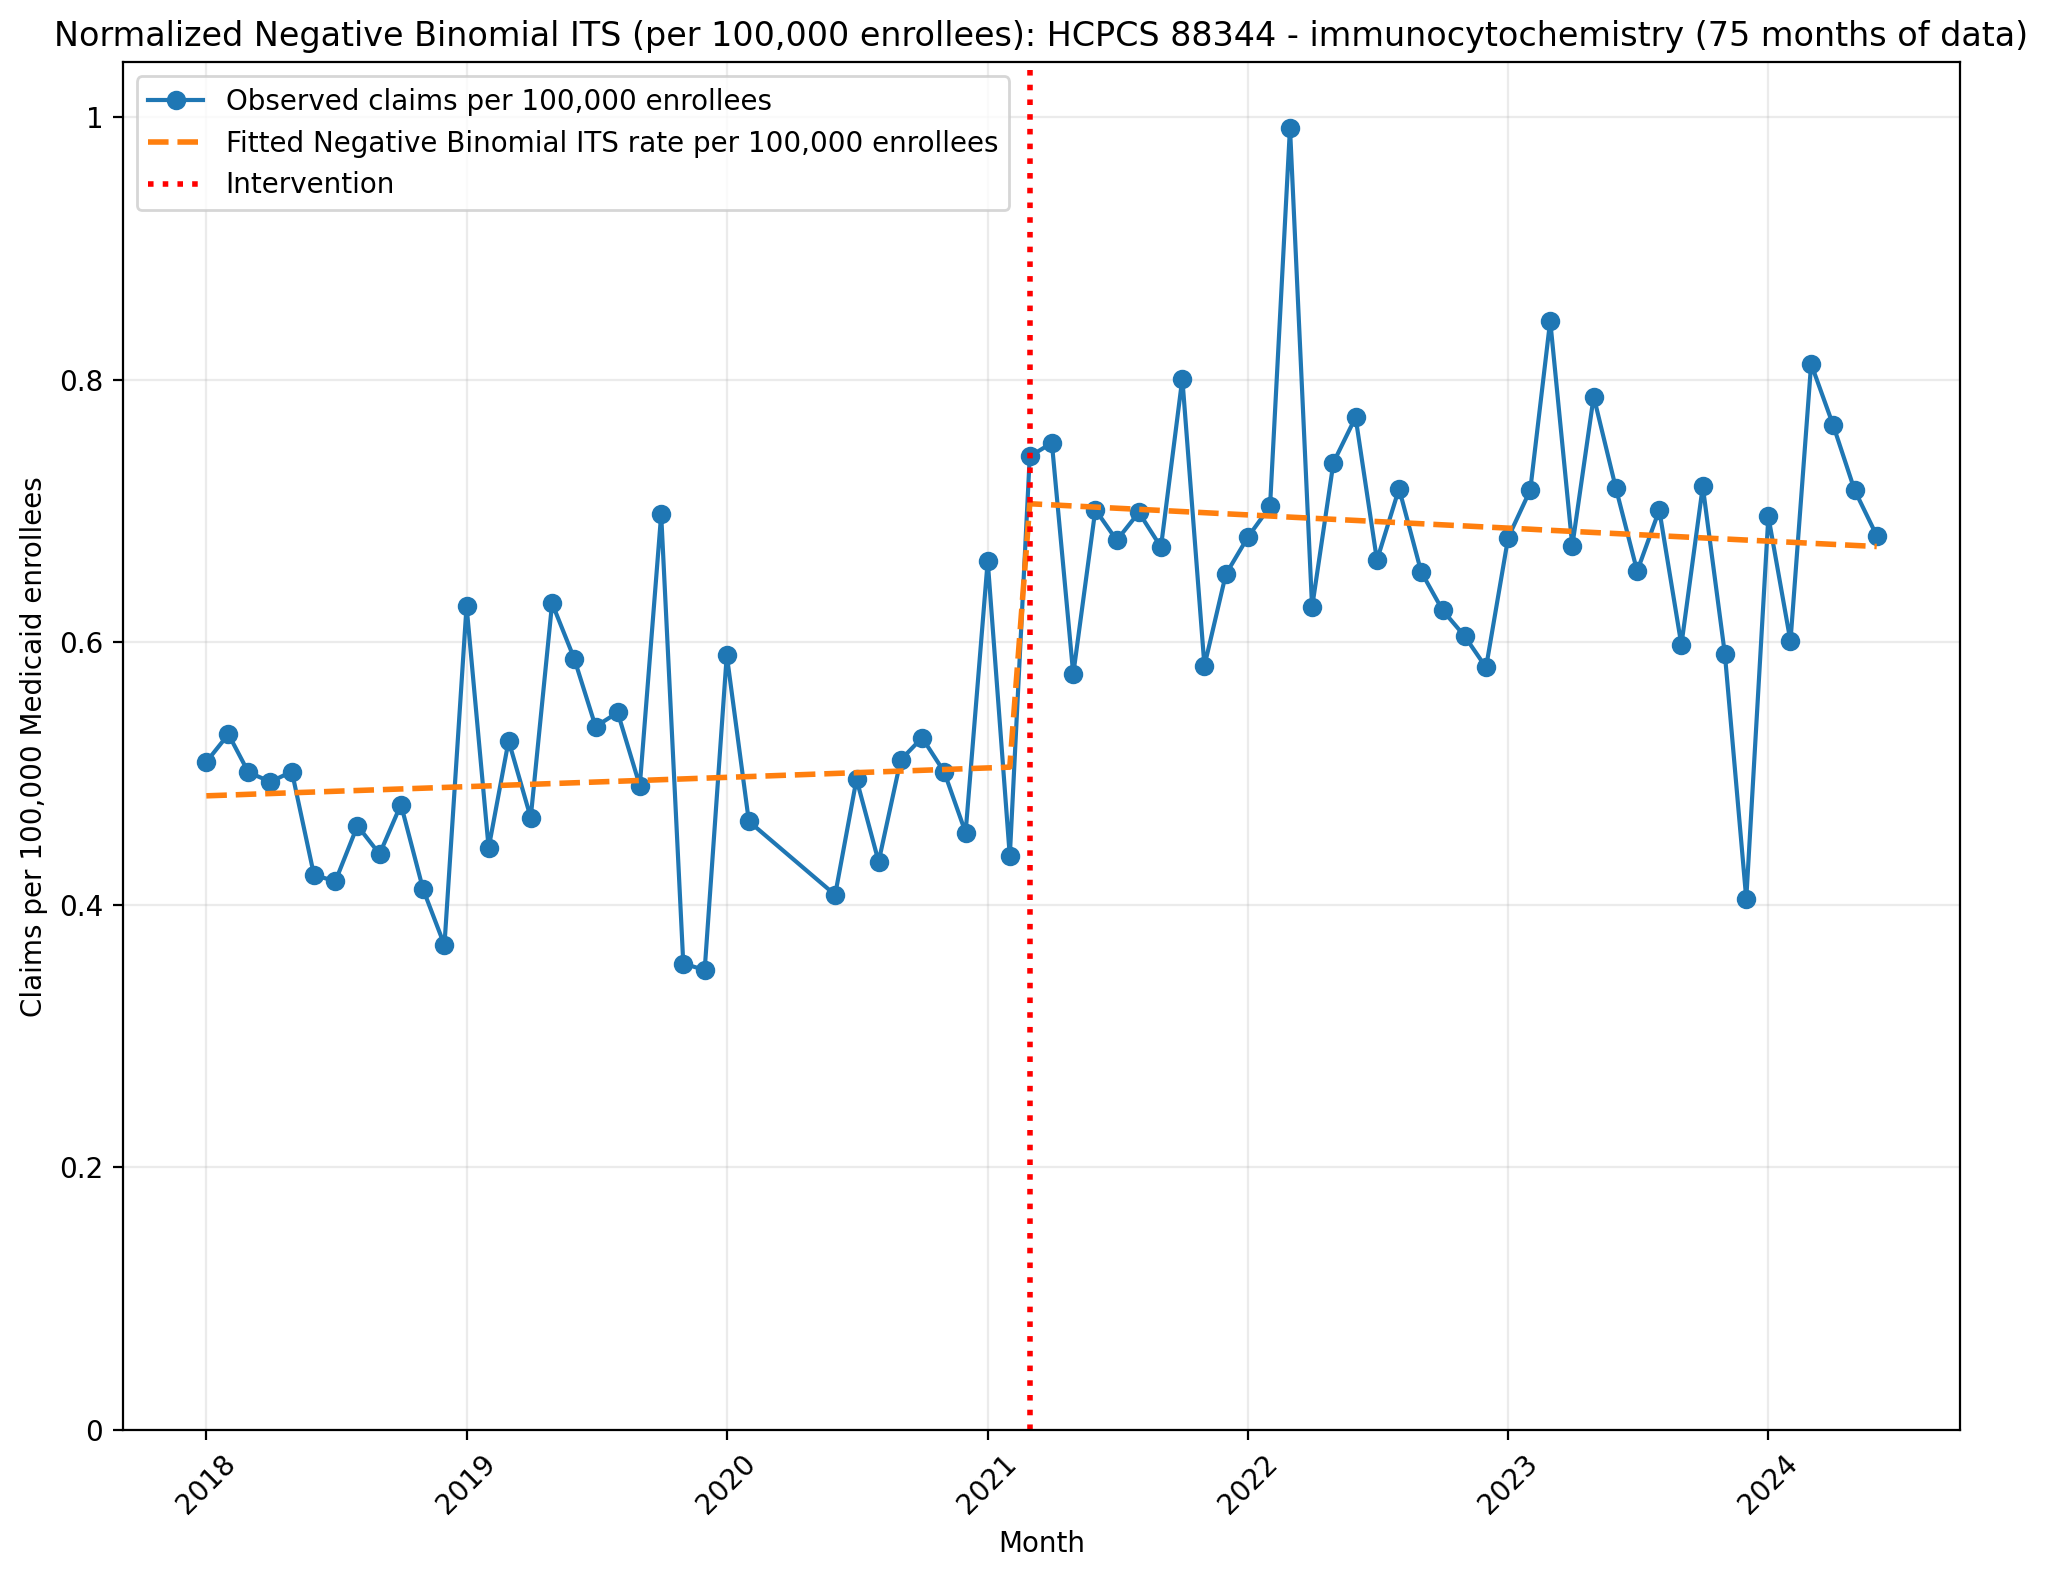 Normalized Negative Binomial ITS (per 100,000 enrollees): HCPCS 88344 - immunocytochemistry (75 months of data)
Observed claims per 100,000 enrollees
Fitted Negative Binomial ITS rate per 100,000 enrollees
Intervention
Claims per 100,000 Medicaid enrollees
1
0.8
0.6
0.4
0.2
0
2018
2019
2020
2021
2022
2023
2024
Month